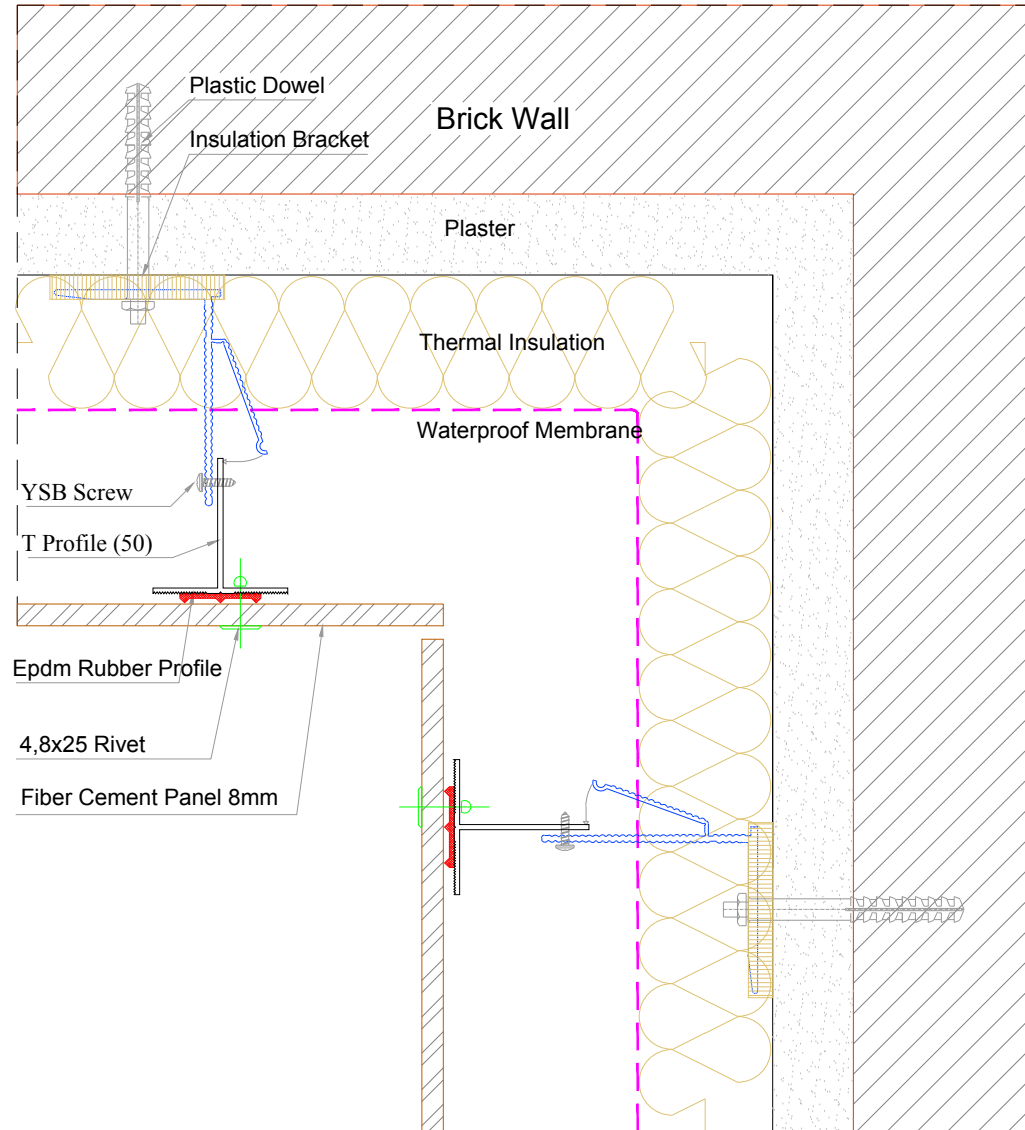 Plastic Dowel
Brick Wall
Insulation Bracket
Plaster
Thermal Insulation
Waterproof Membrane
YSB Screw
T Profile (50)
Epdm Rubber Profile
4,8x25 Rivet
Fiber Cement Panel 8mm